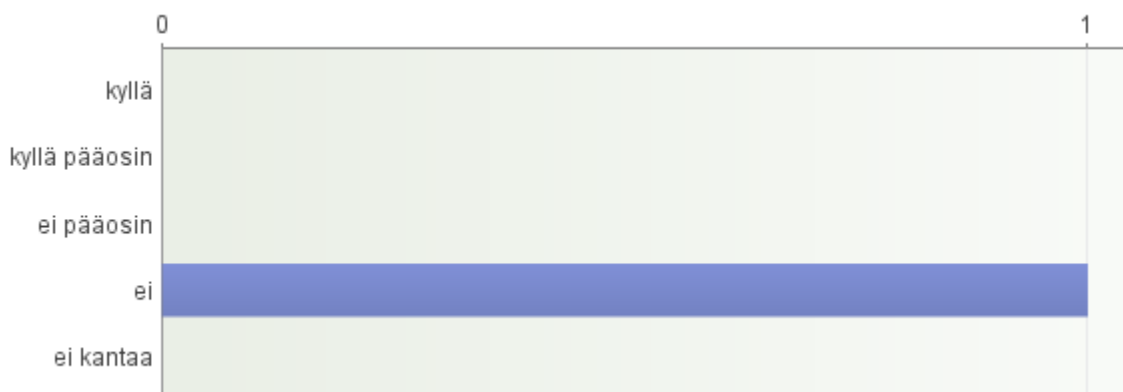 0 1
kyllä
kyllä pääosin
ei pääosin
ei
ei kantaa